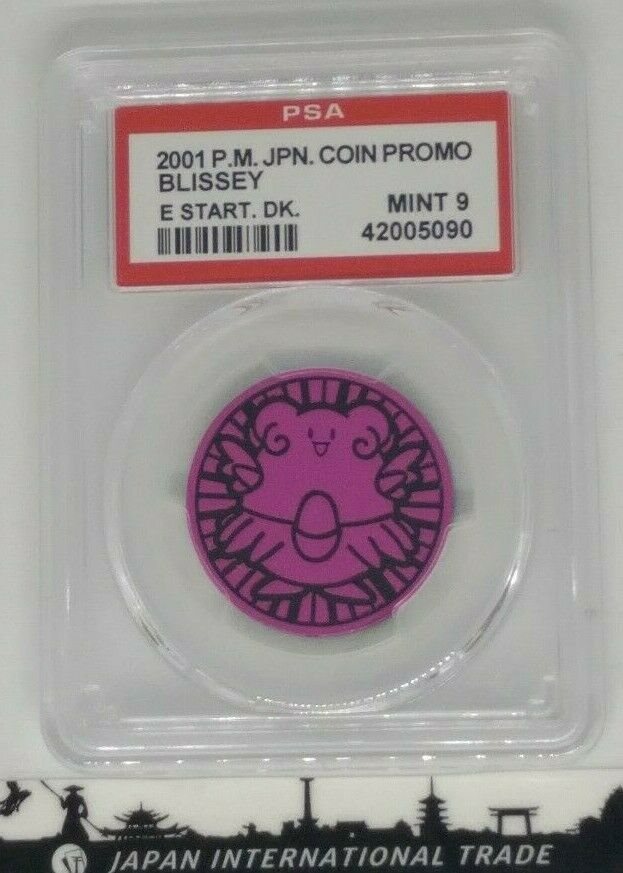 PSA
2001 P.M. JPN. COIN PROMO
BLISSEY
E START. DK. MINT 9
42005090
JAPAN INTERNATIONAL TRADE